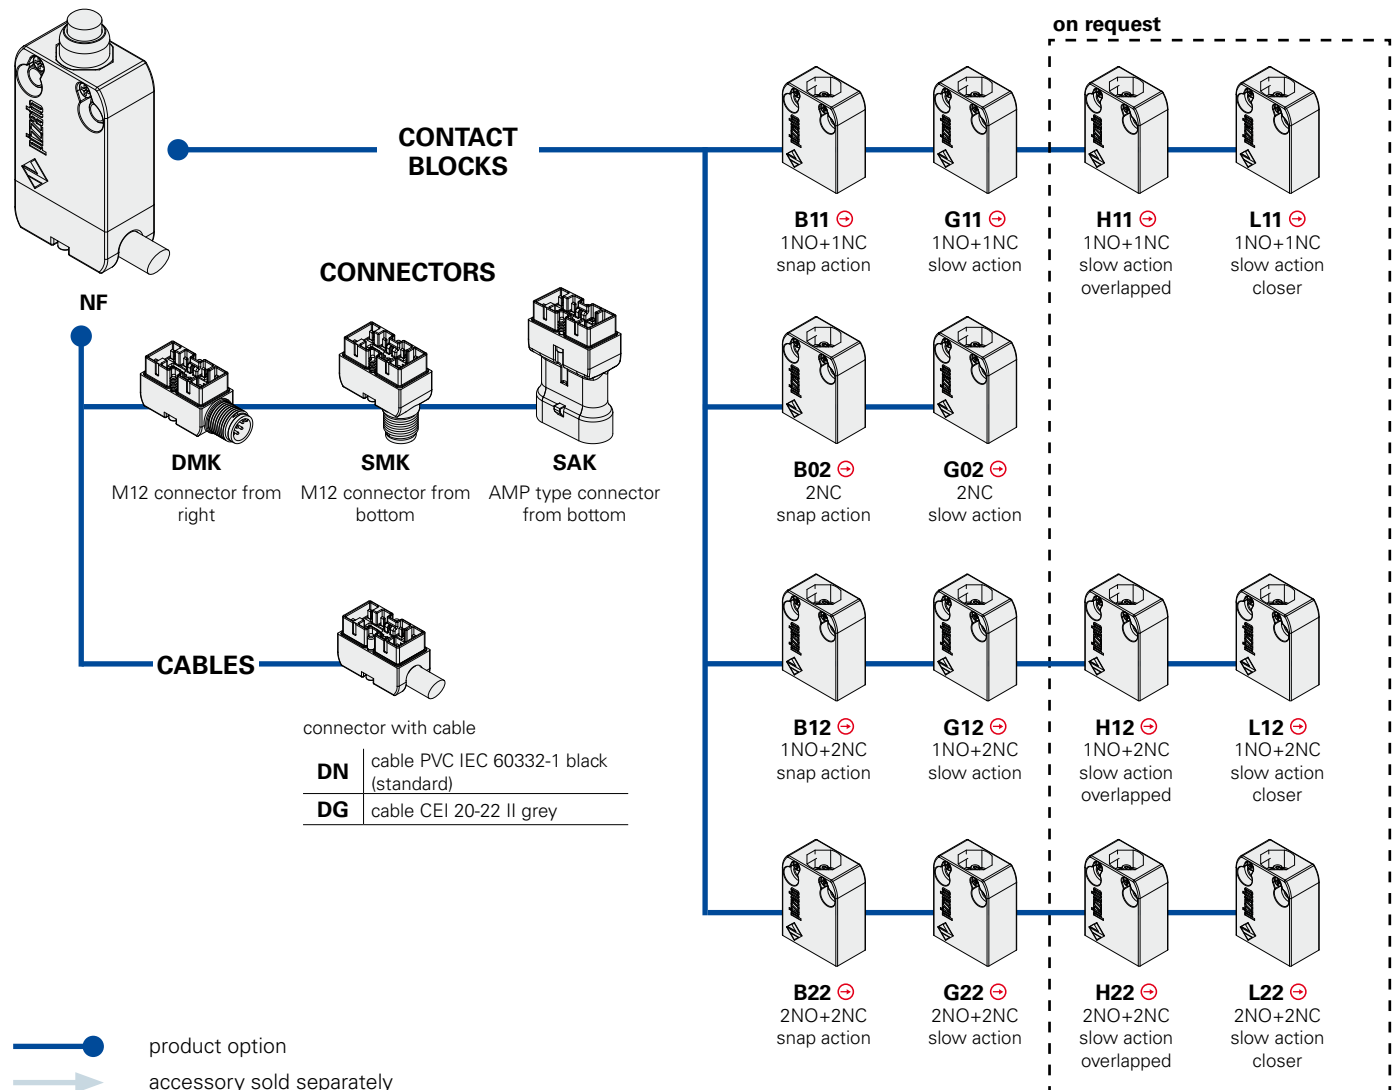 on request
CONTACT
BLOCKS
B11
1NO+1NC
snap action
G11
1NO+1NC
slow action
H11
1NO+1NC
slow action
overlapped
L11
1NO+1NC
slow action
closer
NF
CONNECTORS
DMK
M12 connector from
right
SMK
M12 connector from
bottom
SAK
AMP type connector
from bottom
B02
2NC
snap action
G02
2NC
slow action
CABLES
connector with cable
DN cable PVC IEC 60332-1 black
(standard)
DG cable CEI 20-22 II grey
B12
1NO+2NC
snap action
G12
1NO+2NC
slow action
H12
1NO+2NC
slow action
overlapped
L12
1NO+2NC
slow action
closer
B22
2NO+2NC
snap action
G22
2NO+2NC
slow action
H22
2NO+2NC
slow action
overlapped
L22
2NO+2NC
slow action
closer
product option
accessory sold separately